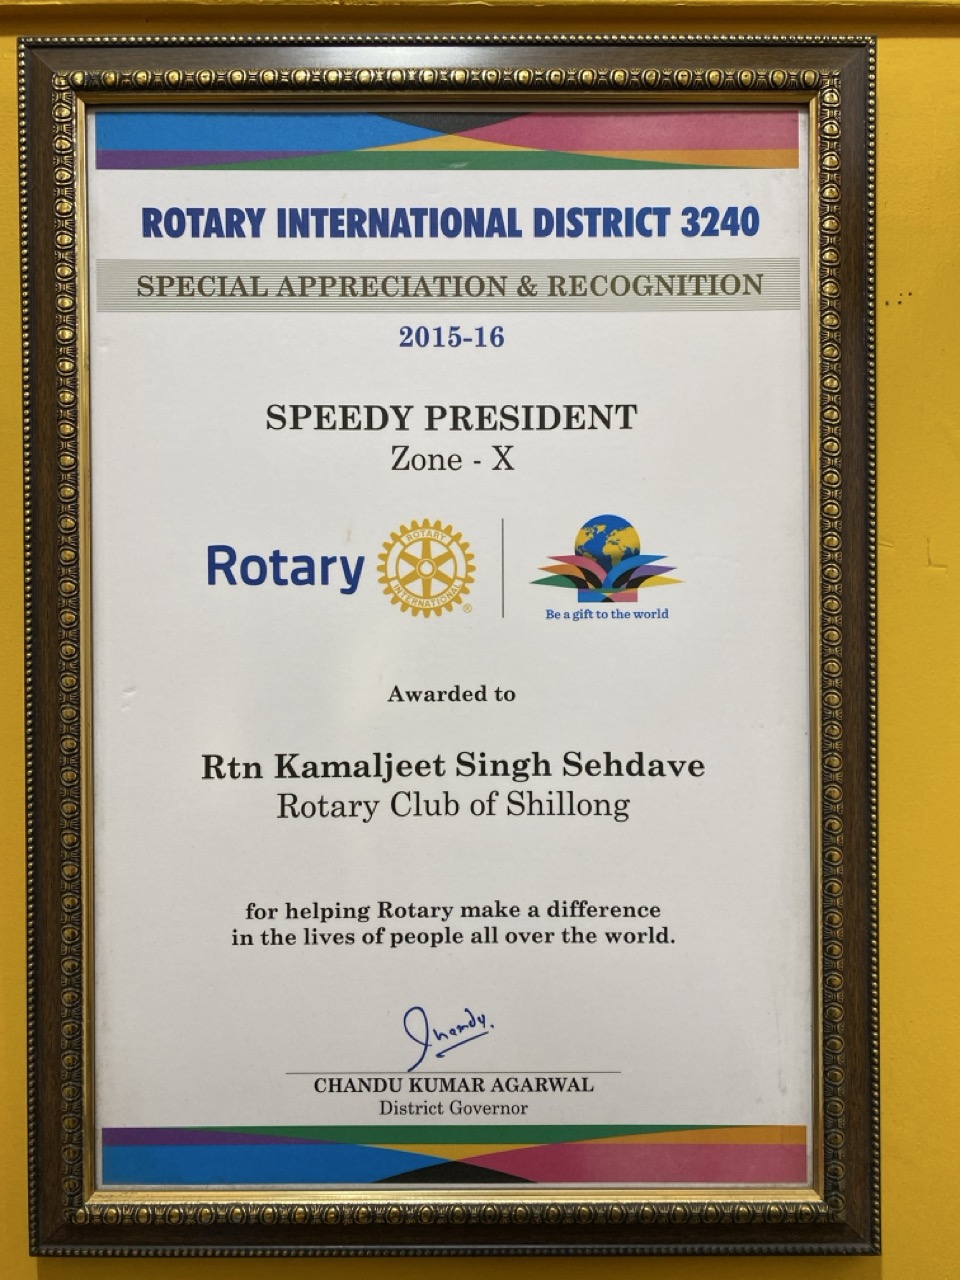 ROTARY INTERNATIONAL DISTRICT 3240
SPECIAL APPRECIATION & RECOGNITION
2015-16
SPEEDY PRESIDENT
Zone - X
Rotary
ROTARY
INTERNATIONAL
®
Be a gift to the world
Awarded to
Rtn Kamaljeet Singh Sehdave
Rotary Club of Shillong
for helping Rotary make a difference
in the lives of people all over the world.
Chandu.
CHANDU KUMAR AGARWAL
District Governor